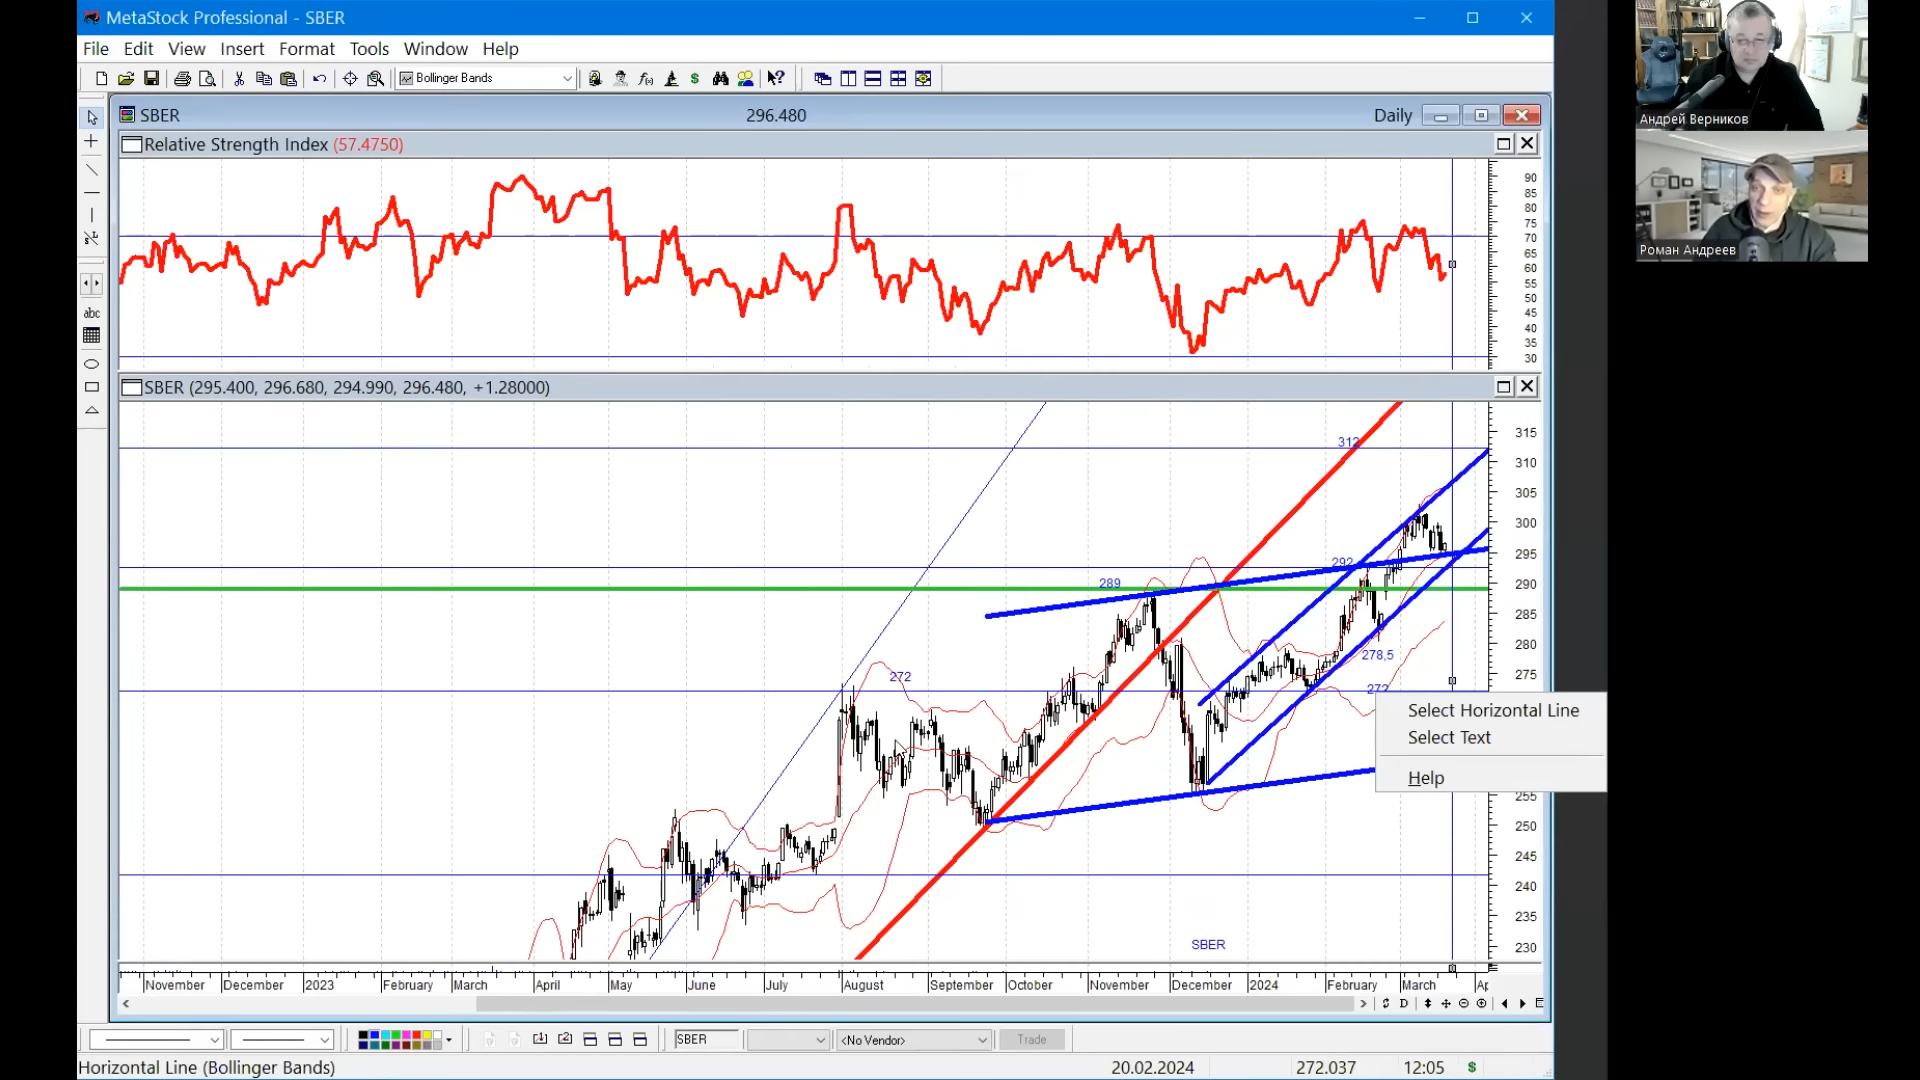 MetaStock Professional - SBER
File Edit View Insert Format Tools Window Help
Bollinger Bands
SBER 296.480 Daily
Relative Strength Index (57.4750)
90
85
80
75
70
65
60
55
50
45
40
35
30
SBER (295.400, 296.680, 294.990, 296.480, +1.28000)
315
310
305
300
295
290
285
280
275
255
250
245
240
235
230
312
292
289
278,5
272
272
SBER
Select Horizontal Line
Select Text
Help
November December 2023 February March April May June July August September October November December 2024 February March Ap
abc
D
SBER <No Vendor> Trade
Horizontal Line (Bollinger Bands) 20.02.2024 272.037 12:05 $
Андрей Верников
Роман Андреев